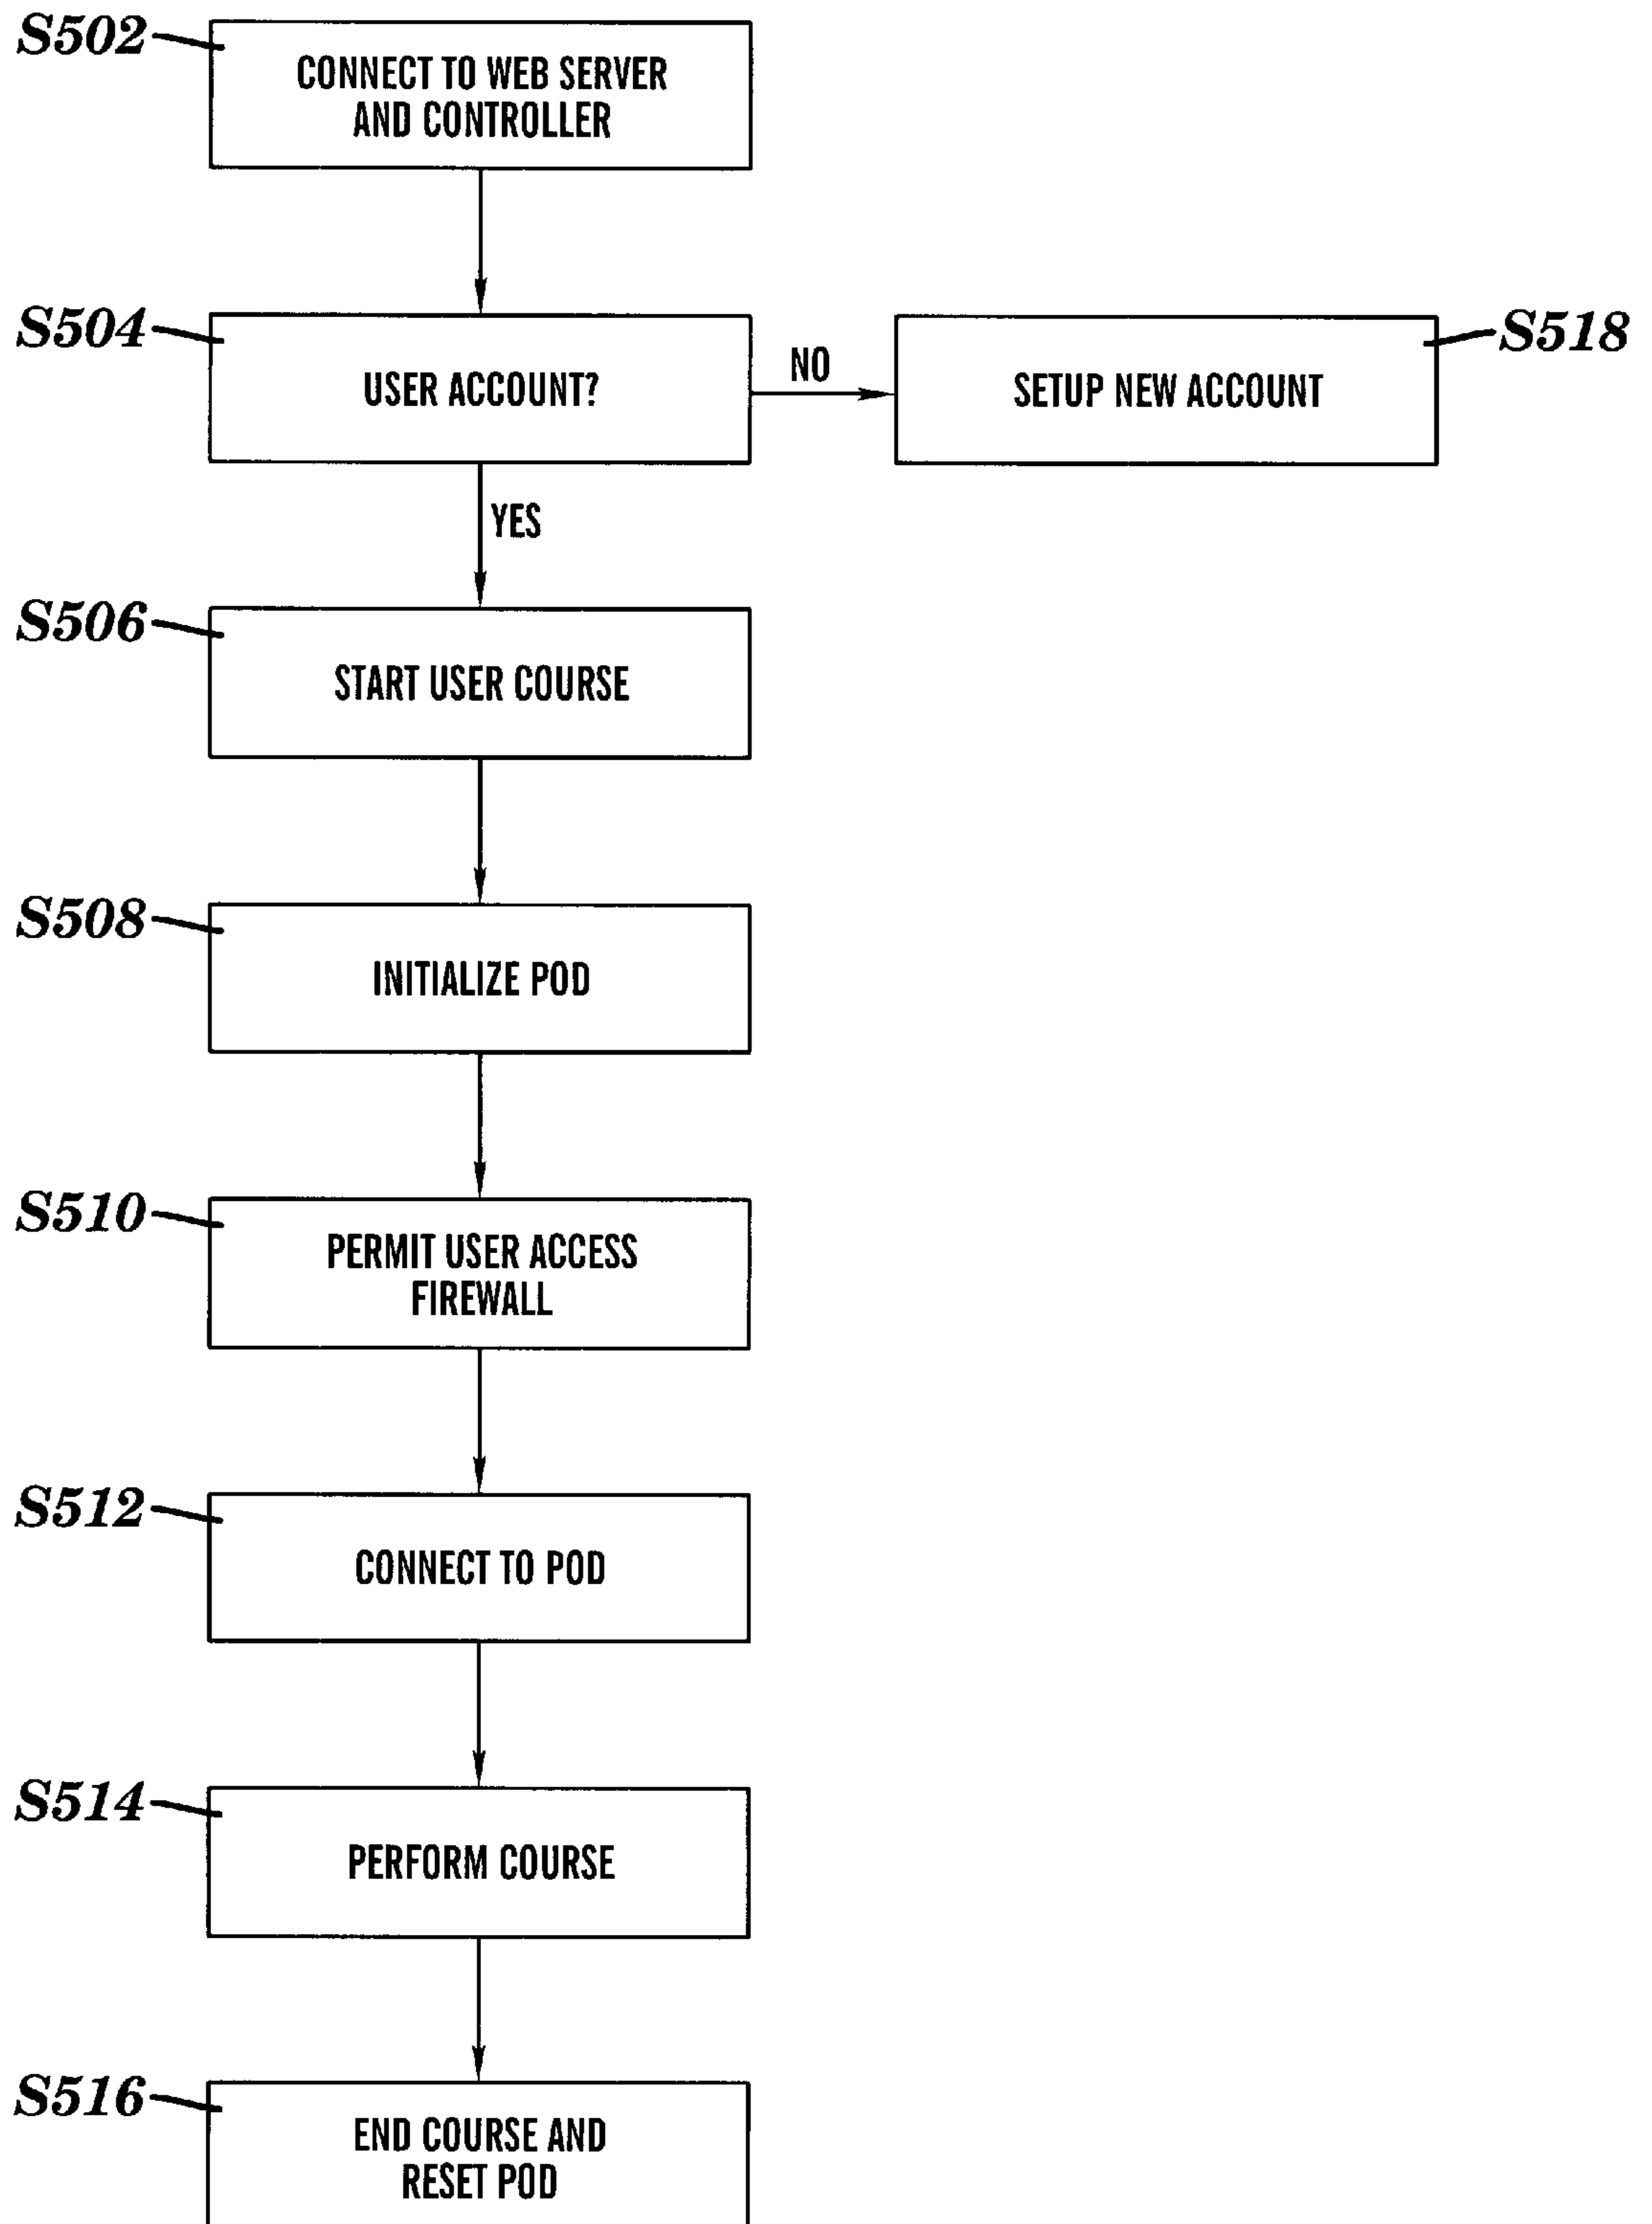 S502
CONNECT TO WEB SERVER
AND CONTROLLER
S504
USER ACCOUNT?
NO
SETUP NEW ACCOUNT
S518
YES
S506
START USER COURSE
S508
INITIALIZE POD
S510
PERMIT USER ACCESS
FIREWALL
S512
CONNECT TO POD
S514
PERFORM COURSE
S516
END COURSE AND
RESET POD